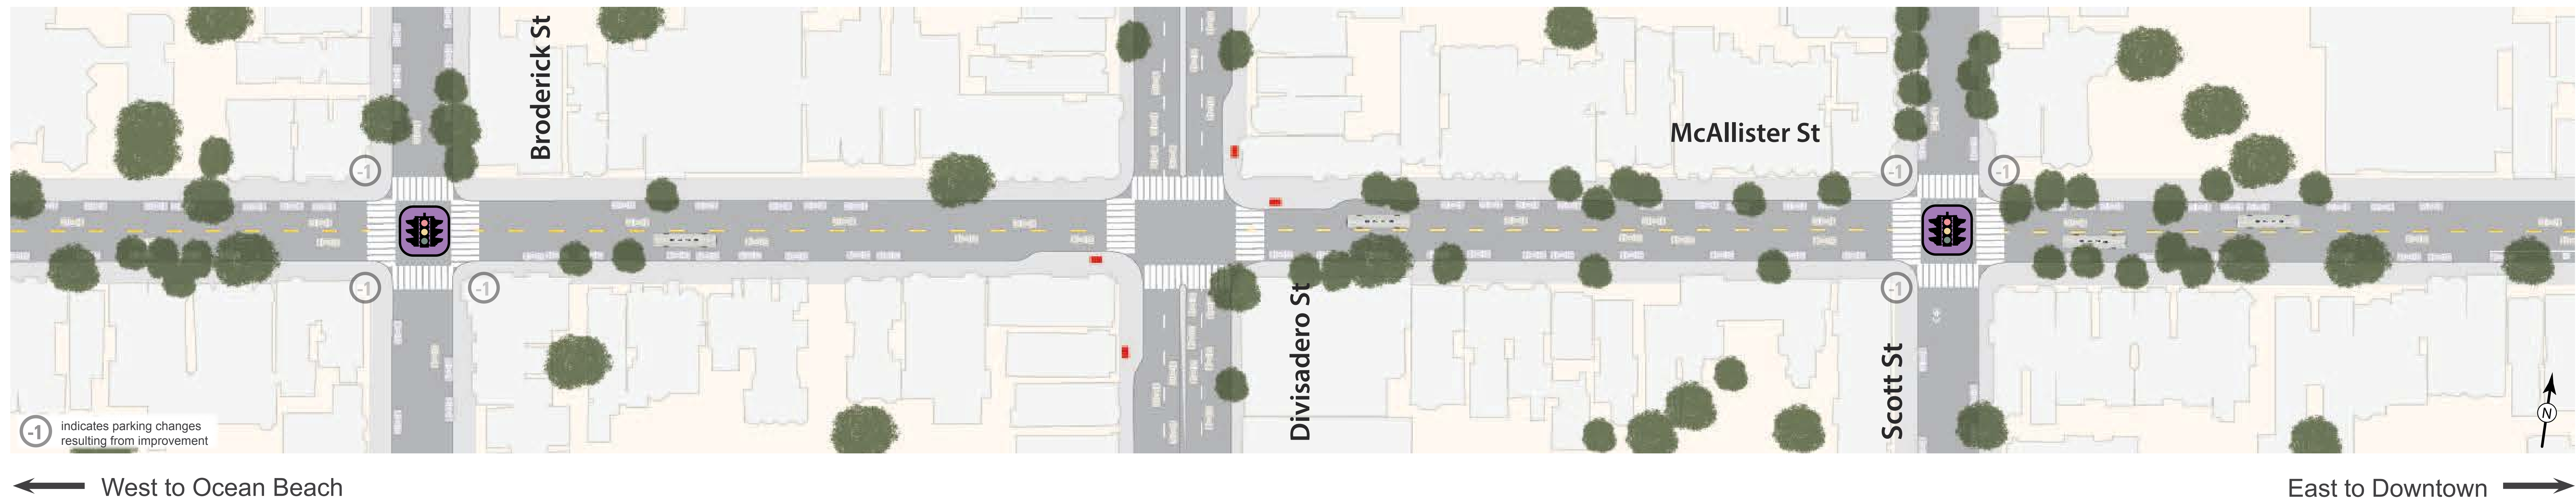 Broderick St
McAllister St
-1
-1
-1
-1
-1
-1
Divisadero St
Scott St
-1
indicates parking changes
resulting from improvement
N
West to Ocean Beach
East to Downtown